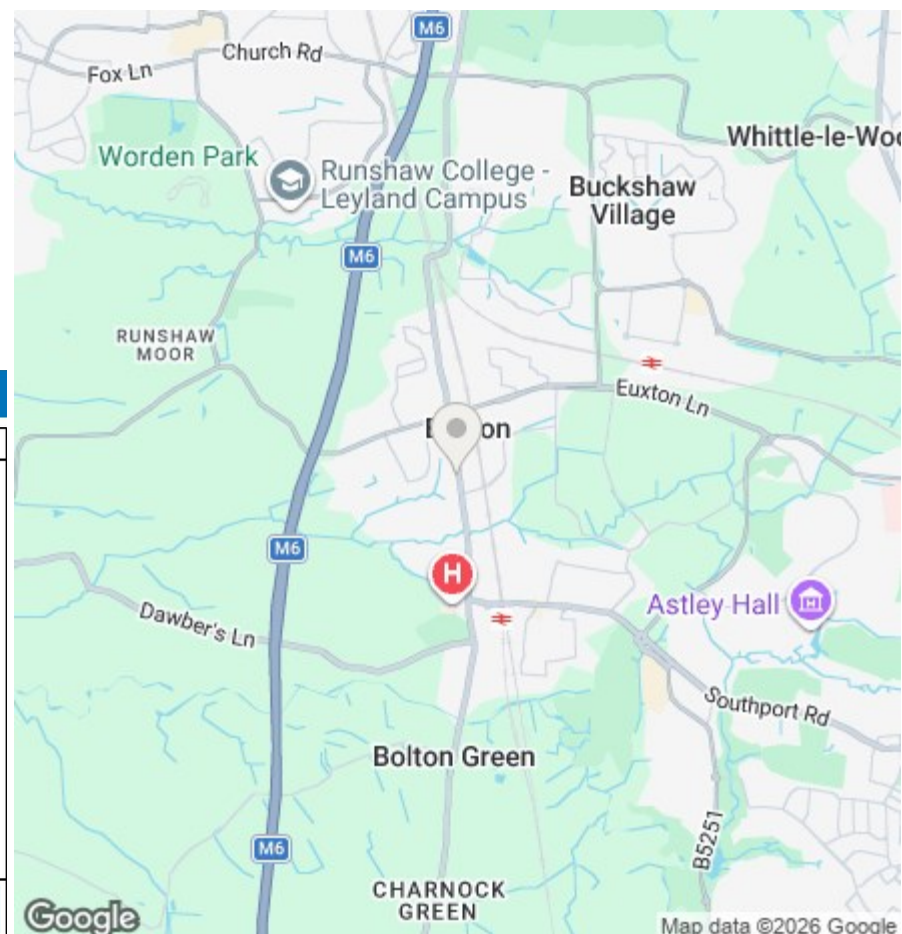 M6
Church Rd
Fox Ln
Whittle-le-Woo
Worden Park
Runshaw College -
Leyland Campus
Buckshaw
Village
M6
RUNSHAW
MOOR
Euxton Ln
M6
H
Astley Hall
Dawber's Ln
Southport Rd
Bolton Green
B5251
M6
CHARNOCK
GREEN
Google
Map data ©2026 Google